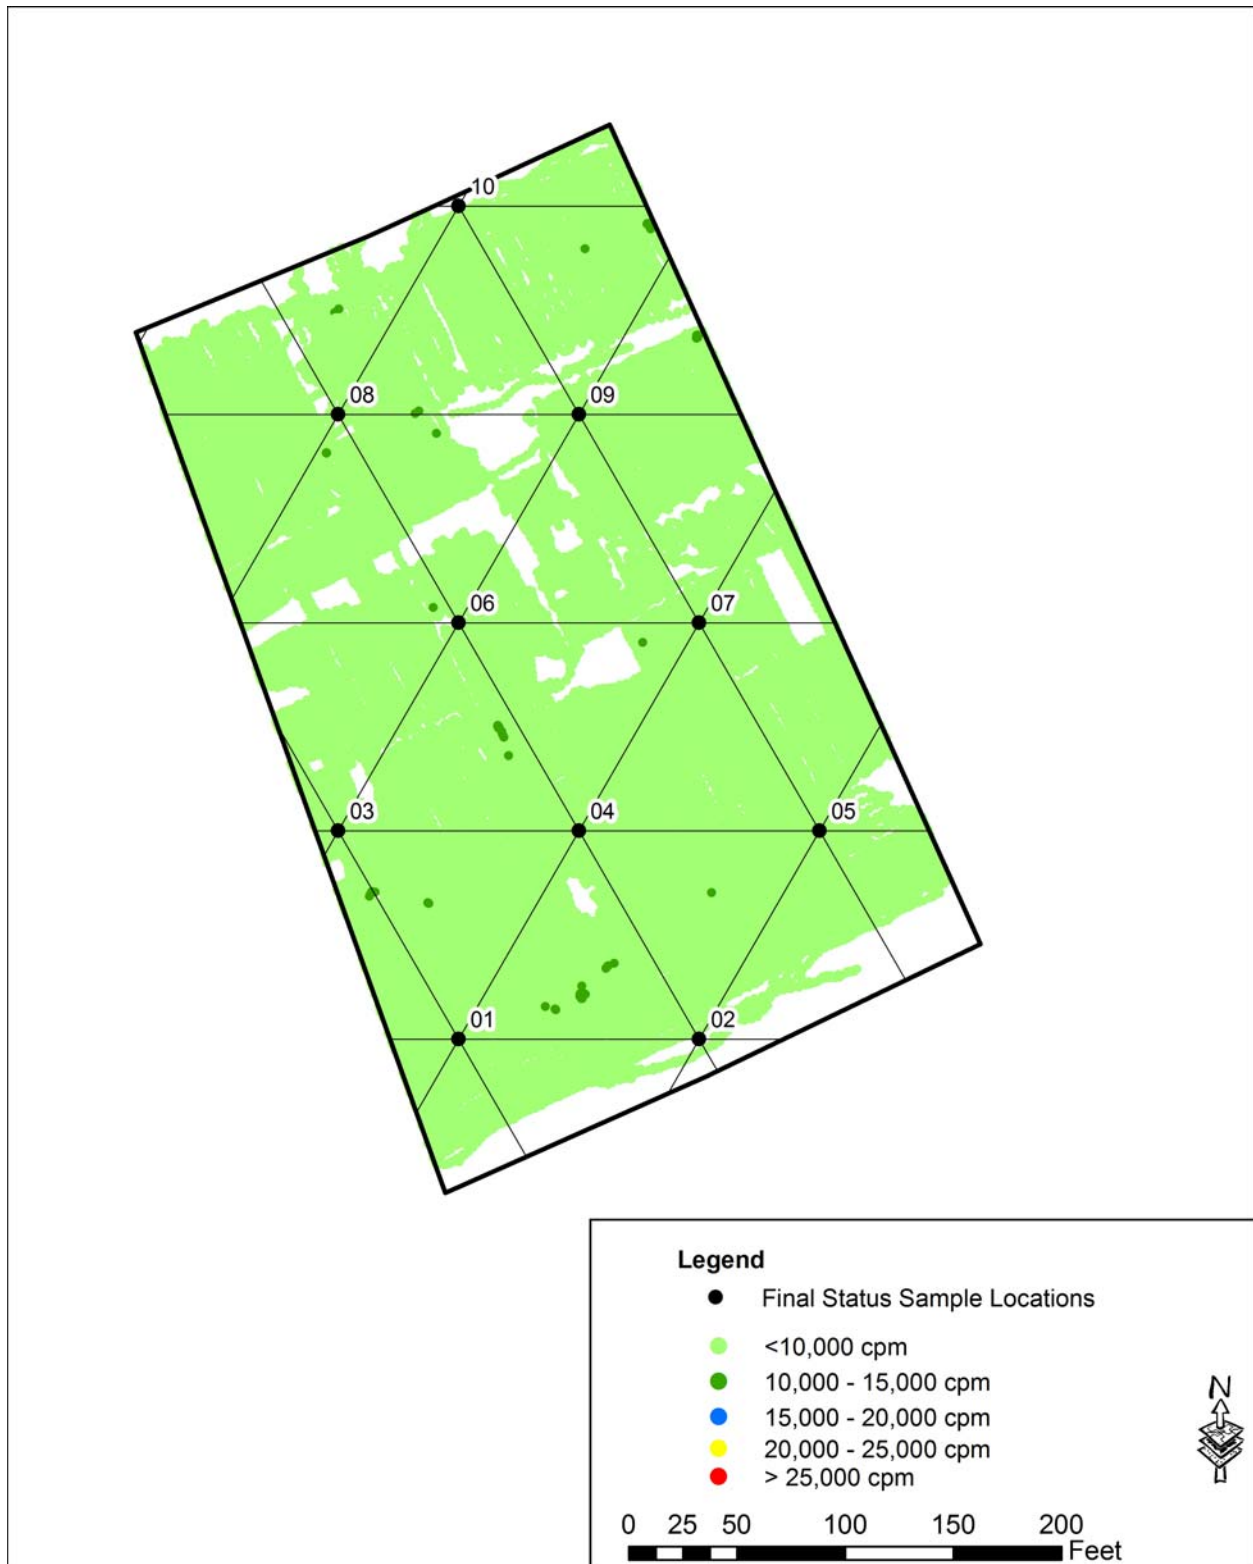 10
08
09
06
07
03
04
05
01
02
Legend
Final Status Sample Locations
<10,000 cpm
10,000 - 15,000 cpm
15,000 - 20,000 cpm
20,000 - 25,000 cpm
> 25,000 cpm
N
0 25 50 100 150 200
Feet